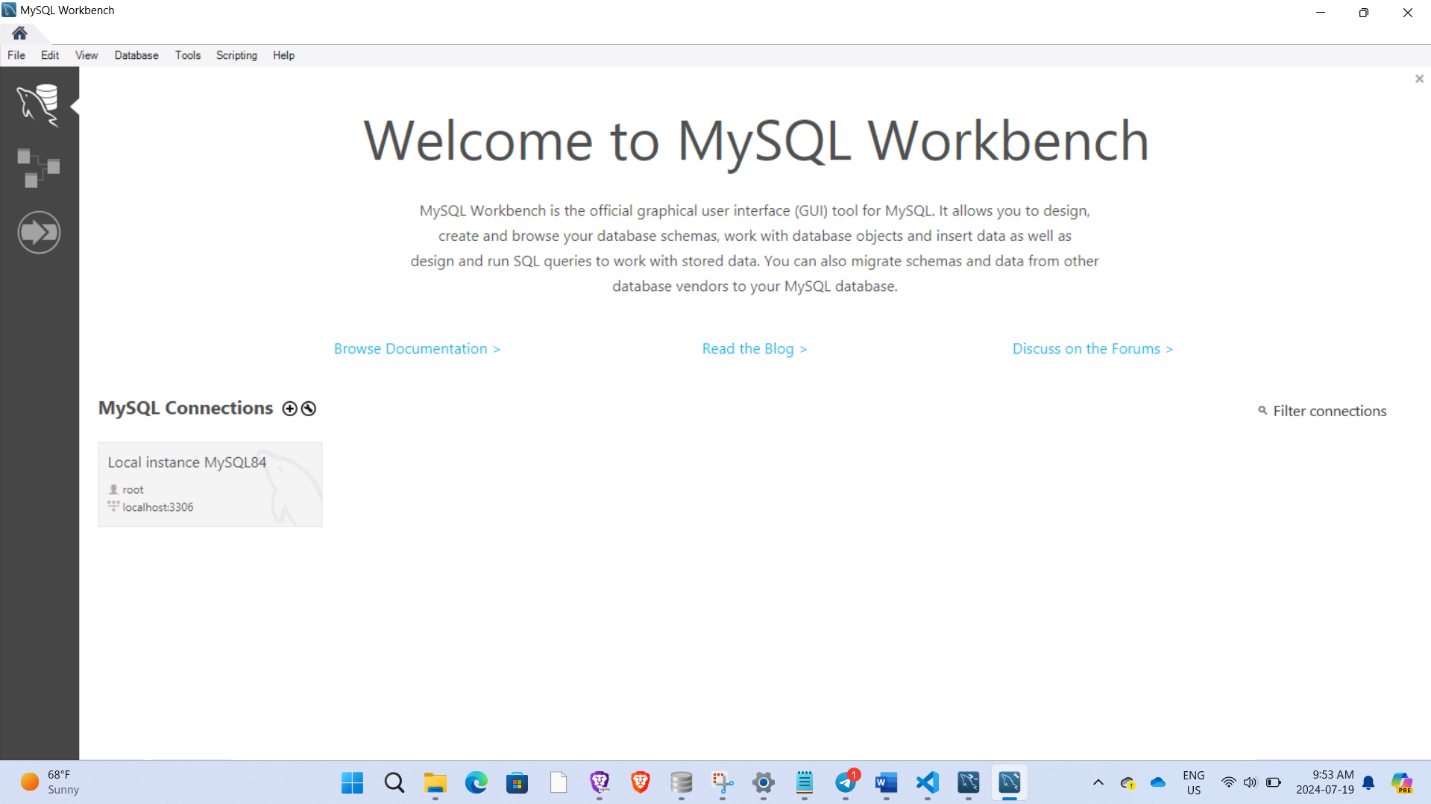 MySQL Workbench
File Edit View Database Tools Scripting Help
Welcome to MySQL Workbench
MySQL Workbench is the official graphical user interface (GUI) tool for MySQL. It allows you to design,
create and browse your database schemas, work with database objects and insert data as well as
design and run SQL queries to work with stored data. You can also migrate schemas and data from other
database vendors to your MySQL database.
Browse Documentation > Read the Blog > Discuss on the Forums >
MySQL Connections
Filter connections
Local instance MySQL84
root
localhost:3306
68°F
Sunny
1
ENG
US
9:53 AM
2024-07-19
PRE